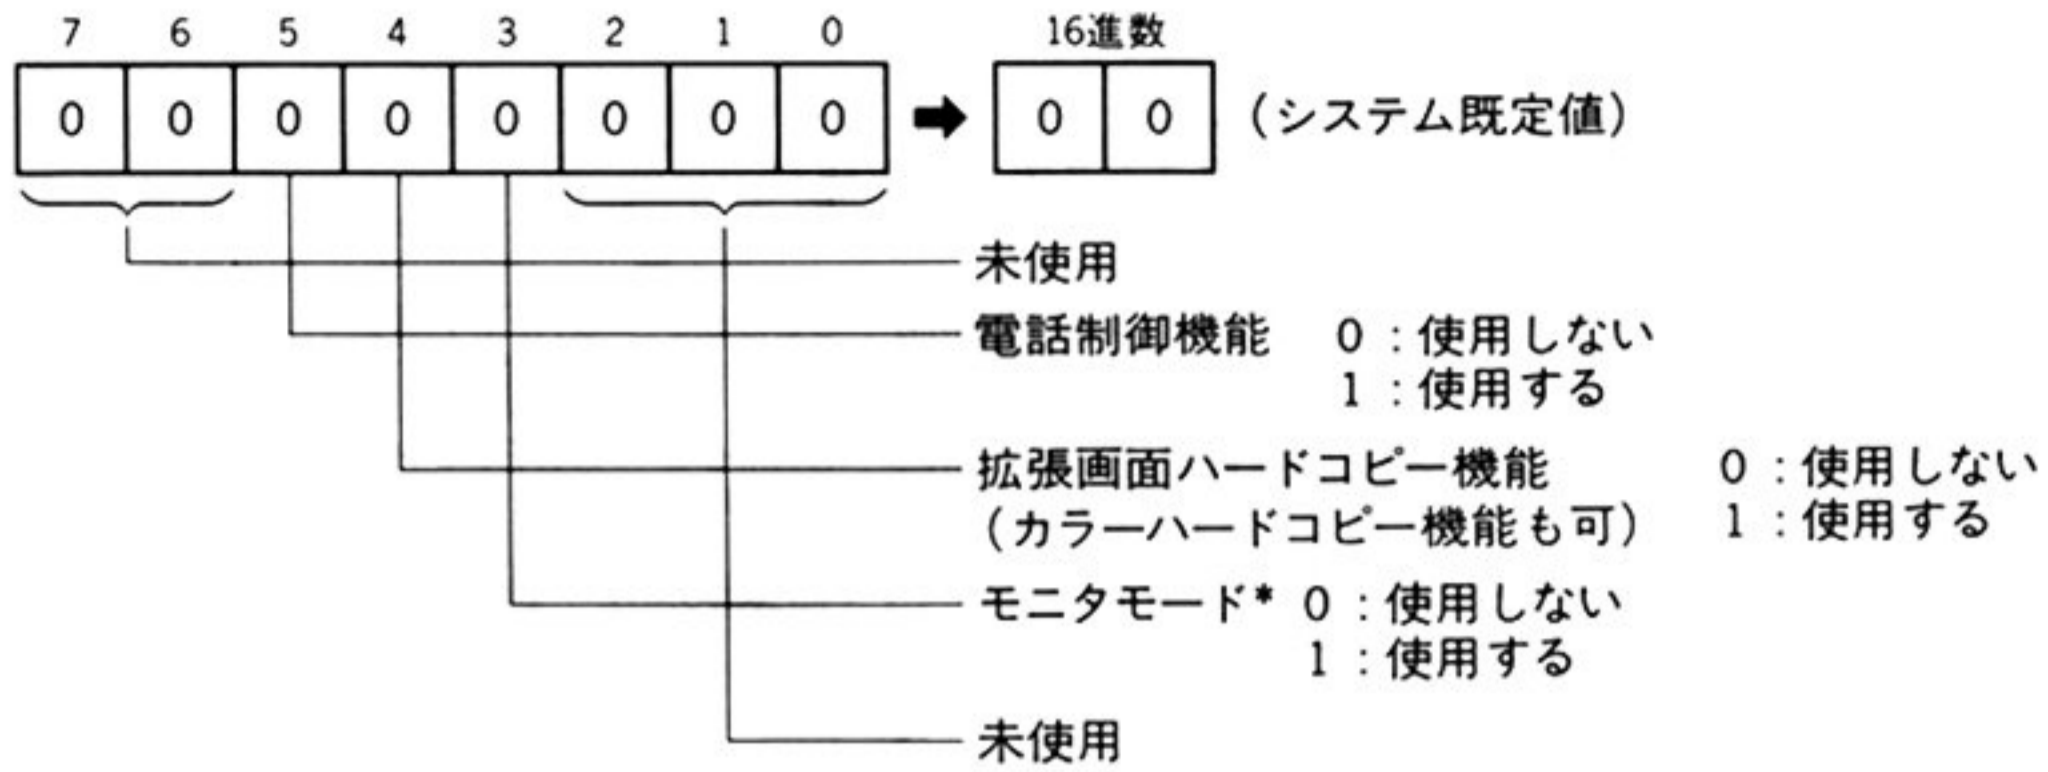 7 6 5 4 3 2 1 0 16進数
0 0 0 0 0 0 0 0 0 0 (システム既定値)
未使用
電話制御機能 0:使用しない
1:使用する
拡張画面ハードコピー機能 0:使用しない
(カラーハードコピー機能も可) 1:使用する
モニタモード* 0:使用しない
1:使用する
未使用